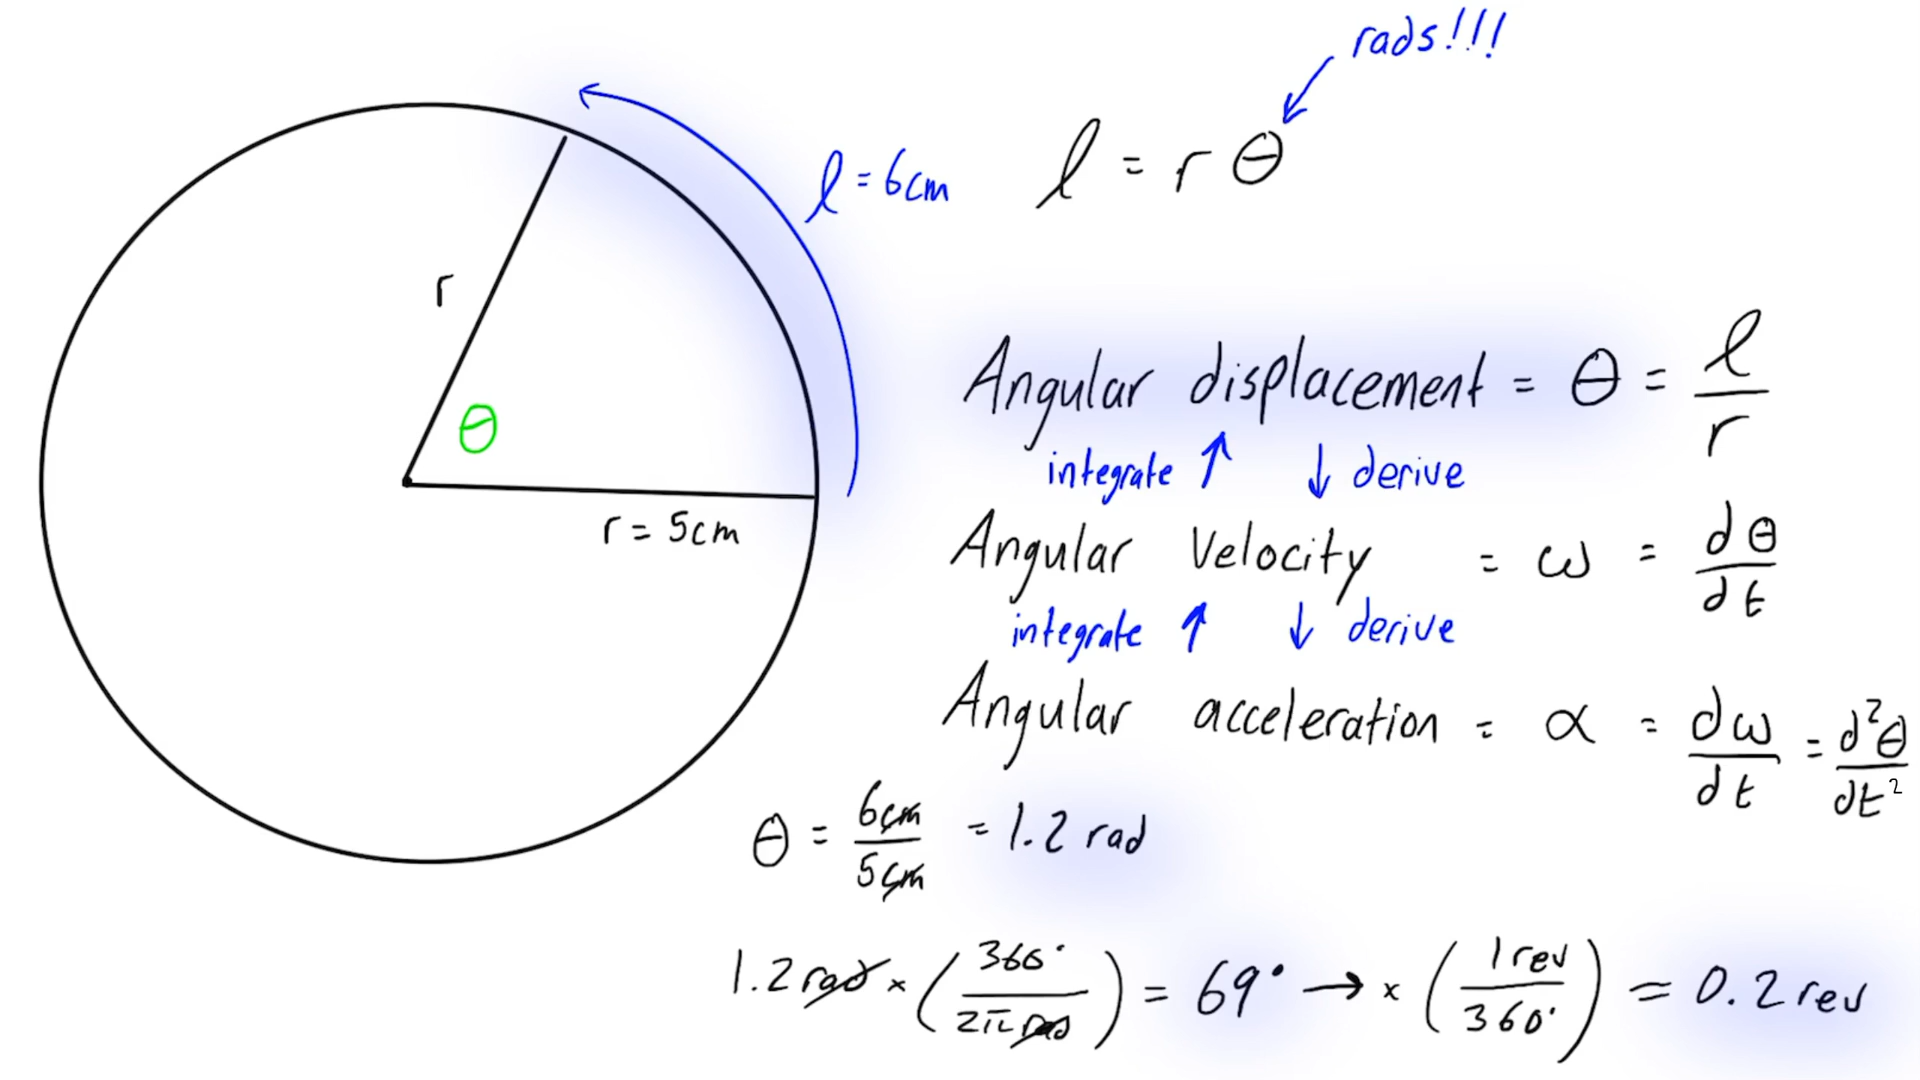 rads!!!
l = 6cm
l = r θ
r
θ
r = 5cm
Angular displacement = θ = l/r
integrate ↑ ↓ derive
Angular Velocity = ω = dθ/dt
integrate ↑ ↓ derive
Angular acceleration = α = dω/dt = d²θ/dt²
θ = 6cm/5cm = 1.2 rad
1.2 rad × (360°/2π rad) = 69° → × (1 rev/360°) = 0.2 rev